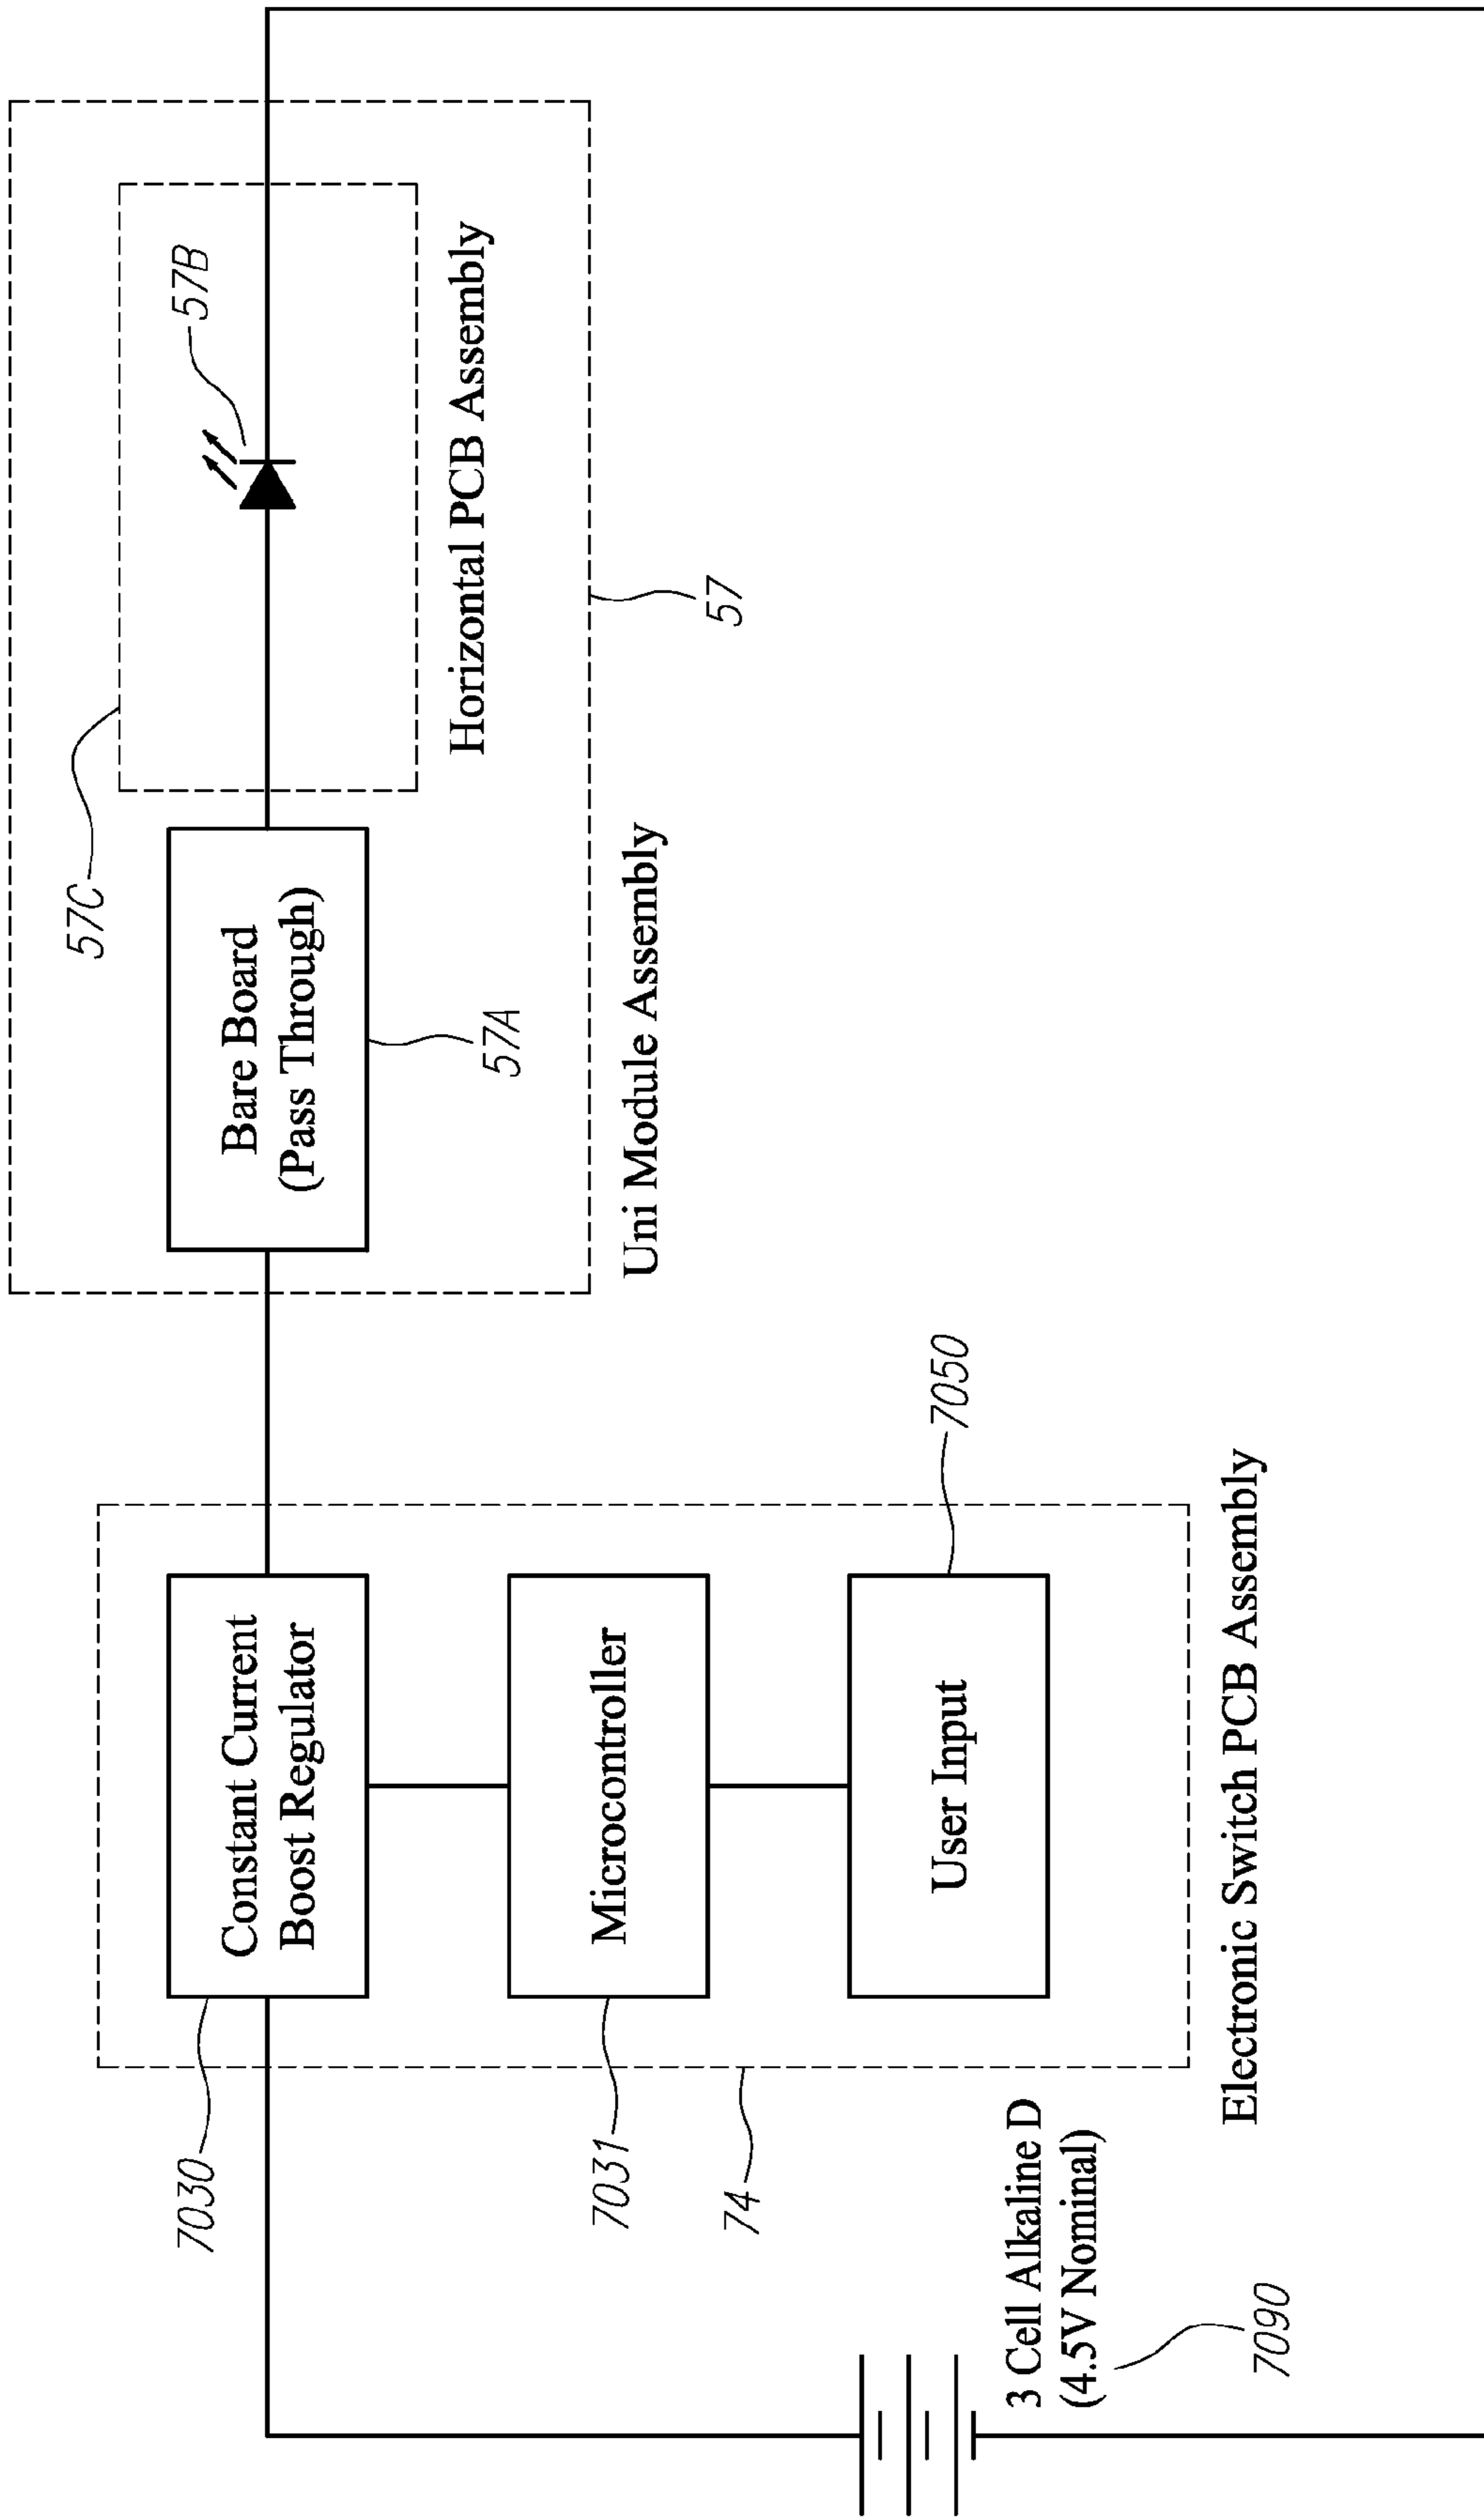 57C
57B
Bare Board
(Pass Through)
57A
Horizontal PCB Assembly
57
Uni Module Assembly
7030
Constant Current
Boost Regulator
7031
Microcontroller
74
User Input
7050
3 Cell Alkaline D
(4.5V Nominal)
7090
Electronic Switch PCB Assembly